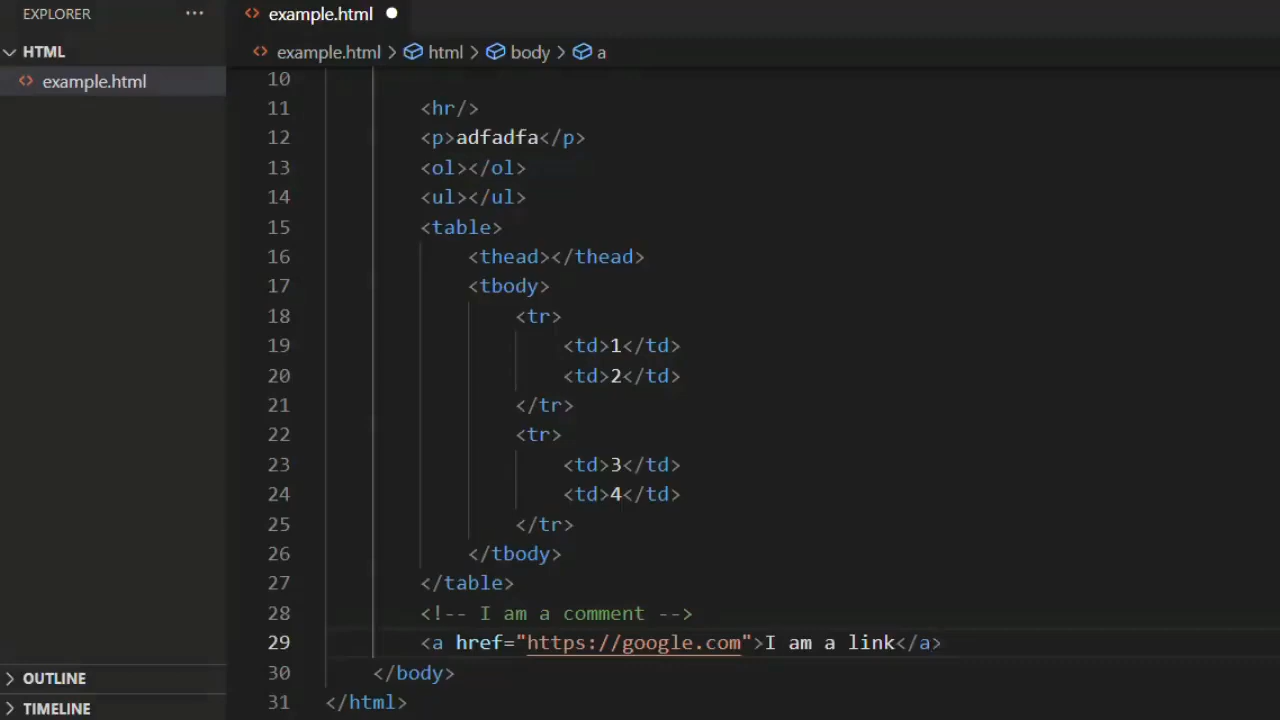 EXPLORER
HTML
example.html
OUTLINE
TIMELINE
example.html
example.html > html > body > a
10
11 <hr/>
12 <p>adfadfa</p>
13 <ol></ol>
14 <ul></ul>
15 <table>
16 <thead></thead>
17 <tbody>
18 <tr>
19 <td>1</td>
20 <td>2</td>
21 </tr>
22 <tr>
23 <td>3</td>
24 <td>4</td>
25 </tr>
26 </tbody>
27 </table>
28 <!-- I am a comment -->
29 <a href="https://google.com">I am a link</a>
30 </body>
31 </html>